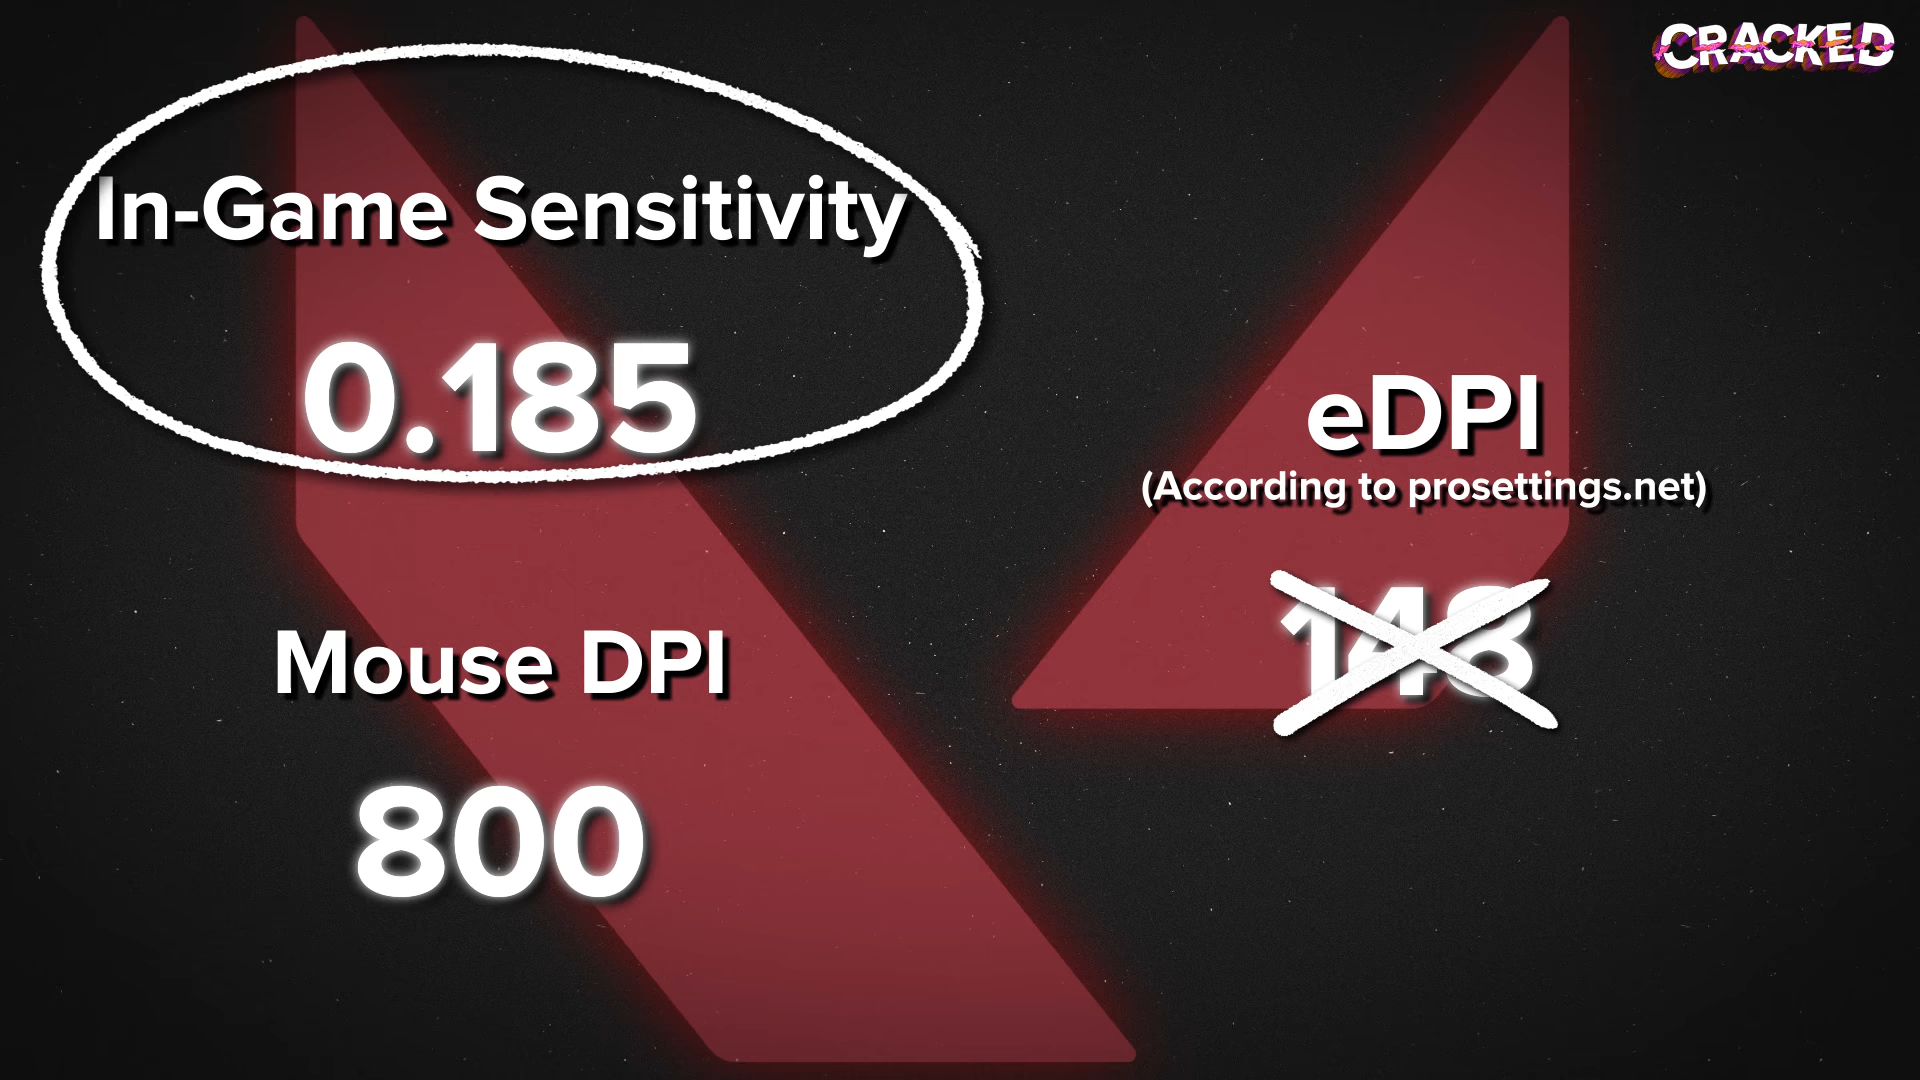 CRACKED
In-Game Sensitivity
0.185
Mouse DPI
800
eDPI
(According to prosettings.net)
148